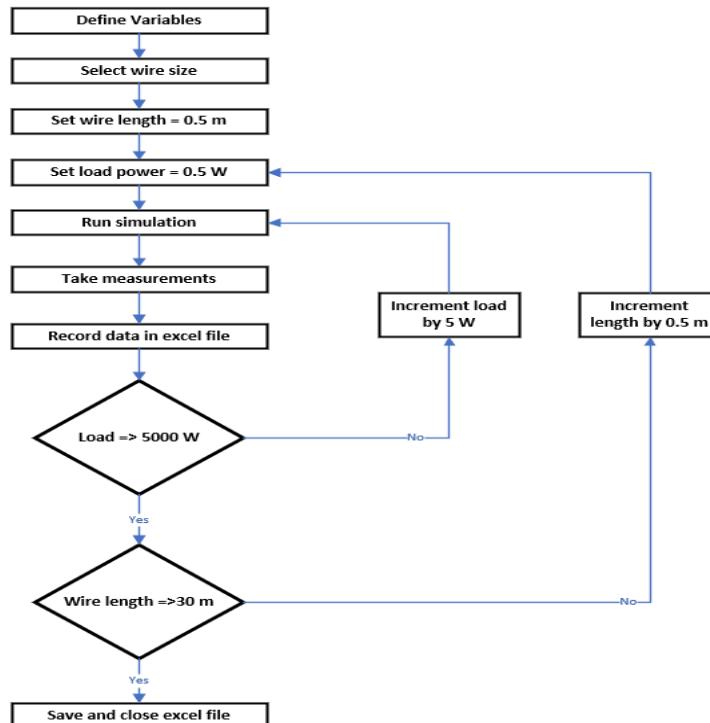 Define Variables
Select wire size
Set wire length = 0.5 m
Set load power = 0.5 W
Run simulation
Take measurements
Record data in excel file
Increment load
by 5 W
Increment
length by 0.5 m
Load => 5000 W
No
Yes
Wire length =>30 m
No
Yes
Save and close excel file